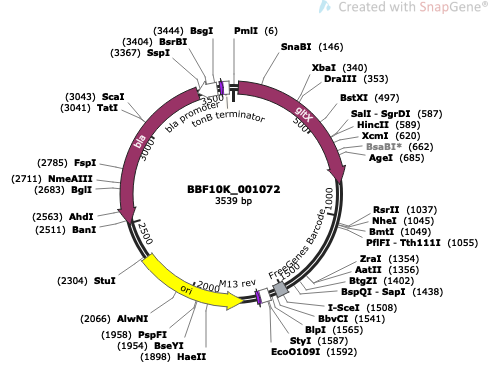 Created with SnapGene®
(3444) BsgI
PmlI (6)
(3404) BsrBI
SnaBI (146)
(3367) SspI
XbaI (340)
DraIII (353)
(3043) ScaI
BstXI (497)
(3041) TatI
SalI - SgrDI (587)
HincII (589)
XcmI (620)
BsaBI* (662)
(2785) FspI
AgeI (685)
(2711) NmeAIII
(2683) BglI
(2563) AhdI
RsrII (1037)
(2511) BanI
NheI (1045)
BmtI (1049)
PflFI - Tth111I (1055)
ZraI (1354)
(2304) StuI
AatII (1356)
BtgZI (1402)
BspQI - SapI (1438)
(2066) AlwNI
I-SceI (1508)
BbvCI (1541)
(1958) PspFI
BlpI (1565)
(1954) BseYI
StyI (1587)
(1898) HaeII
EcoO109I (1592)
BBF10K_001072
3539 bp
gltX
bla
bla promoter
tonB terminator
ori
M13 rev
FreeGenes Barcode
500
1000
1500
2000
2500
3000
3500